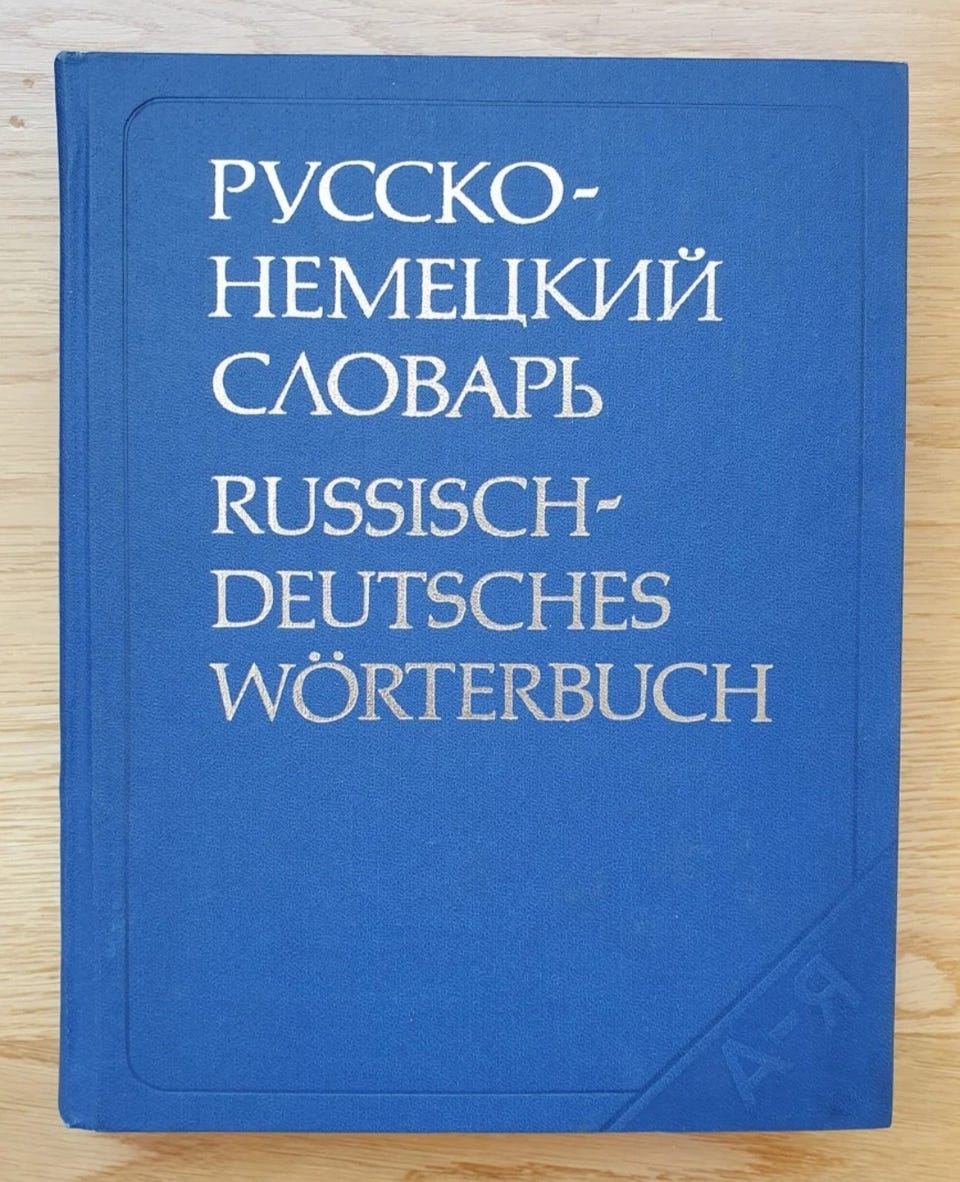 РУССКО-
НЕМЕЦКИЙ
СЛОВАРЬ
RUSSISCH-
DEUTSCHES
WÖRTERBUCH
А-Я